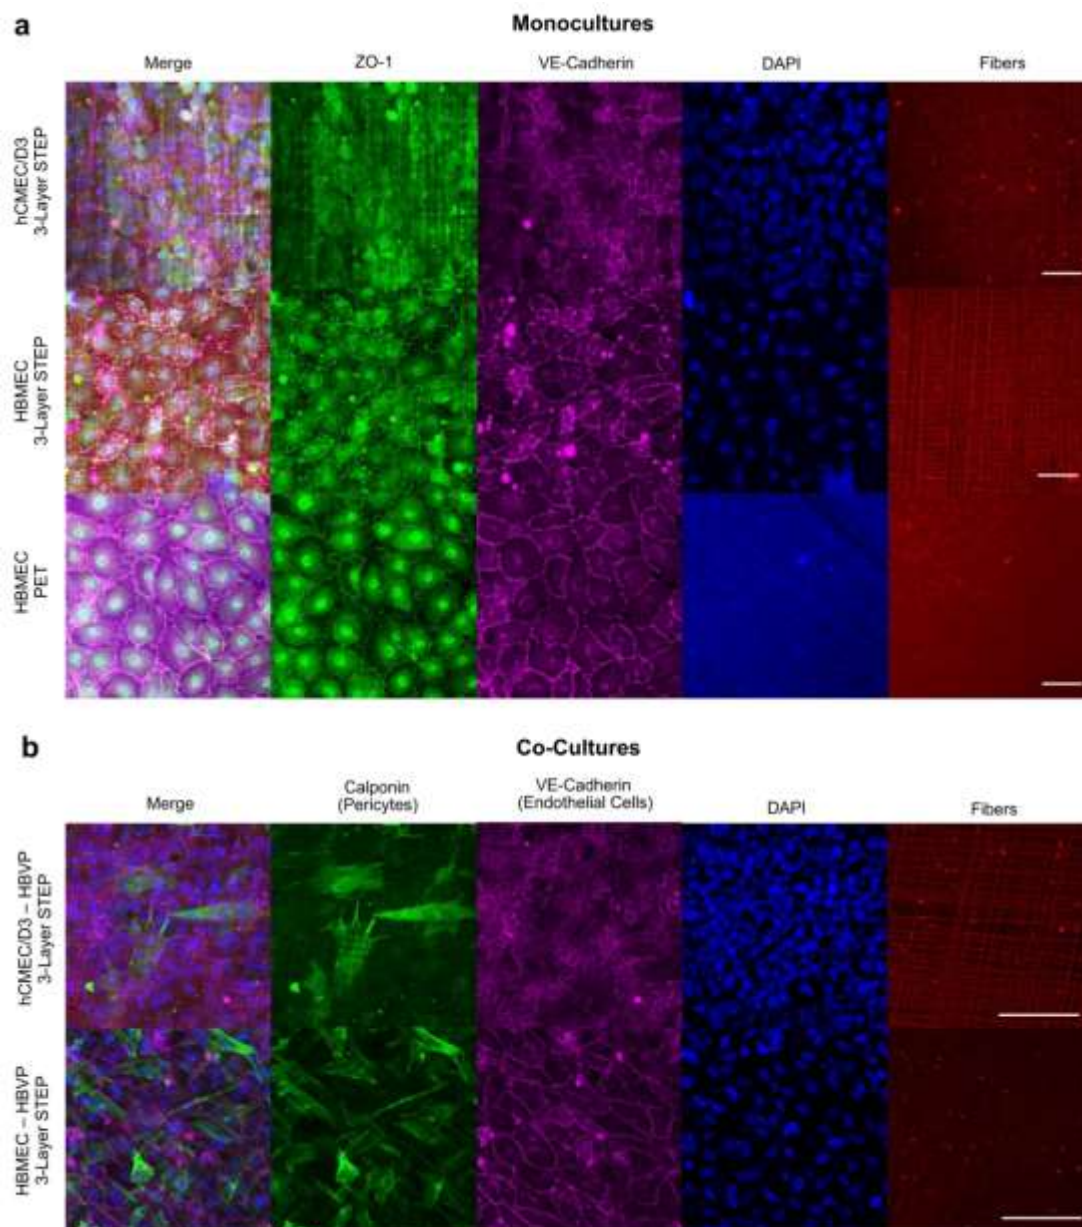 a
Monocultures
Merge
ZO-1
VE-Cadherin
DAPI
Fibers
hCMEC/D3
3-Layer STEP
HBMEC
3-Layer STEP
HBMEC
PET
b
Co-Cultures
Merge
Calponin
(Pericytes)
VE-Cadherin
(Endothelial Cells)
DAPI
Fibers
hCMEC/D3 – HBVP
3-Layer STEP
HBMEC – HBVP
3-Layer STEP